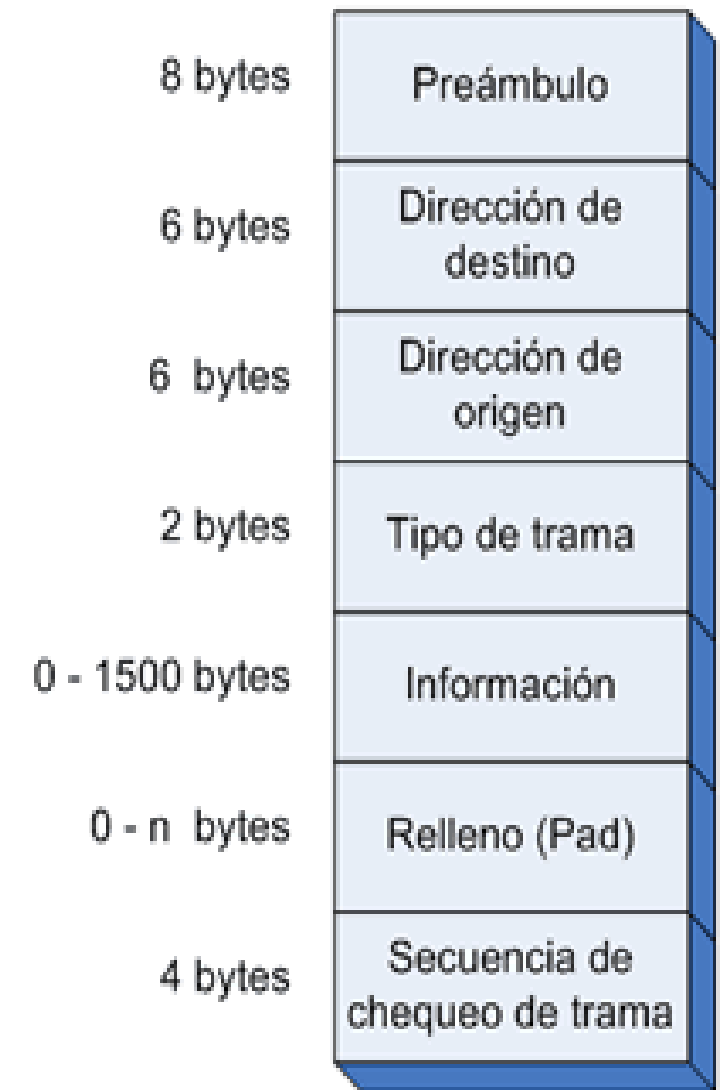 8 bytes
Preámbulo
6 bytes
Dirección de
destino
6 bytes
Dirección de
origen
2 bytes
Tipo de trama
0 - 1500 bytes
Información
0 - n bytes
Relleno (Pad)
4 bytes
Secuencia de
chequeo de trama